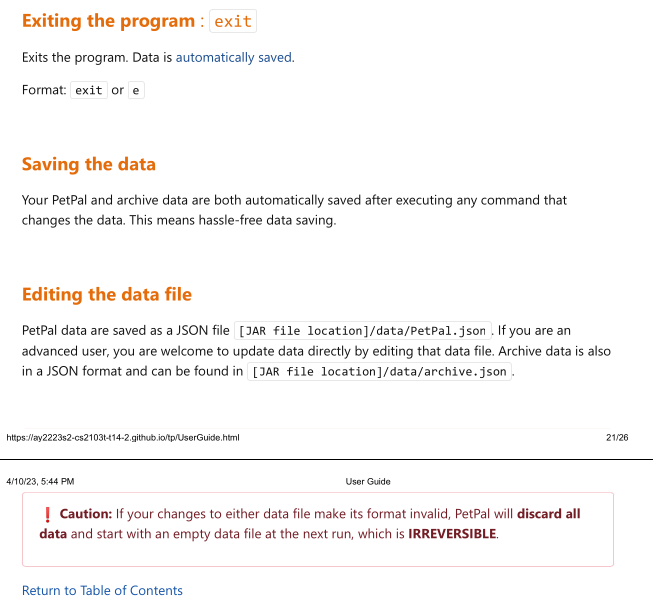 Exiting the program : exit
Exits the program. Data is automatically saved.
Format: exit or e
Saving the data
Your PetPal and archive data are both automatically saved after executing any command that
changes the data. This means hassle-free data saving.
Editing the data file
PetPal data are saved as a JSON file [JAR file location]/data/PetPal.json. If you are an
advanced user, you are welcome to update data directly by editing that data file. Archive data is also
in a JSON format and can be found in [JAR file location]/data/archive.json.
https://ay2223s2-cs2103t-t14-2.github.io/tp/UserGuide.html 21/26
4/10/23, 5:44 PM User Guide
❗ Caution: If your changes to either data file make its format invalid, PetPal will discard all
data and start with an empty data file at the next run, which is IRREVERSIBLE.
Return to Table of Contents